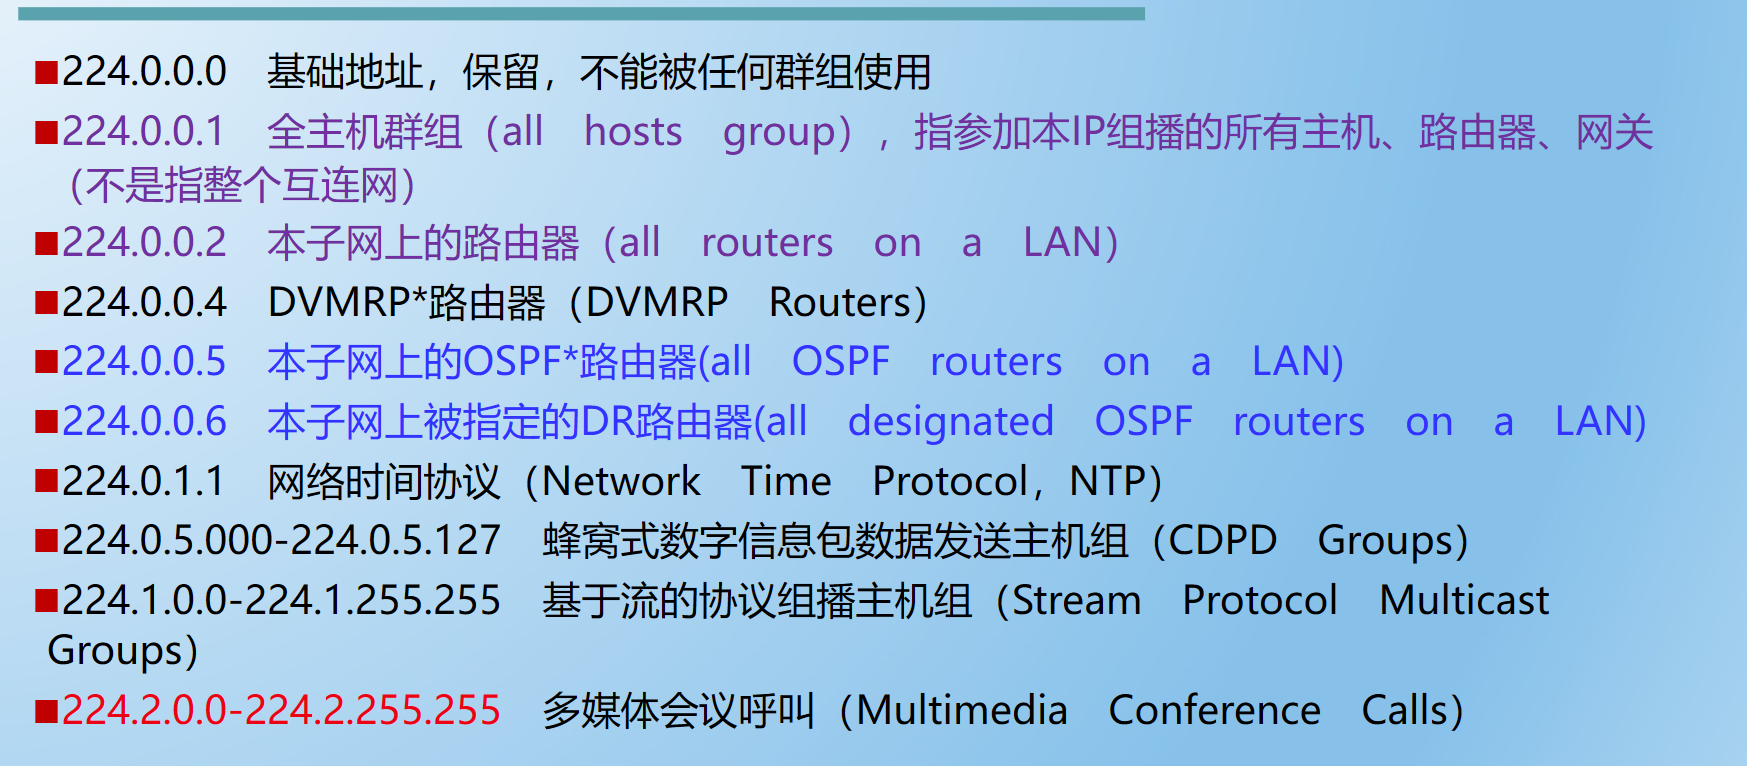 ■224.0.0.0 基础地址，保留，不能被任何群组使用
■224.0.0.1 全主机群组（all hosts group），指参加本IP组播的所有主机、路由器、网关
（不是指整个互连网）
■224.0.0.2 本子网上的路由器（all routers on a LAN）
■224.0.0.4 DVMRP*路由器（DVMRP Routers）
■224.0.0.5 本子网上的OSPF*路由器(all OSPF routers on a LAN)
■224.0.0.6 本子网上被指定的DR路由器(all designated OSPF routers on a LAN)
■224.0.1.1 网络时间协议（Network Time Protocol，NTP）
■224.0.5.000-224.0.5.127 蜂窝式数字信息包数据发送主机组（CDPD Groups）
■224.1.0.0-224.1.255.255 基于流的协议组播主机组（Stream Protocol Multicast
Groups）
■224.2.0.0-224.2.255.255 多媒体会议呼叫（Multimedia Conference Calls）